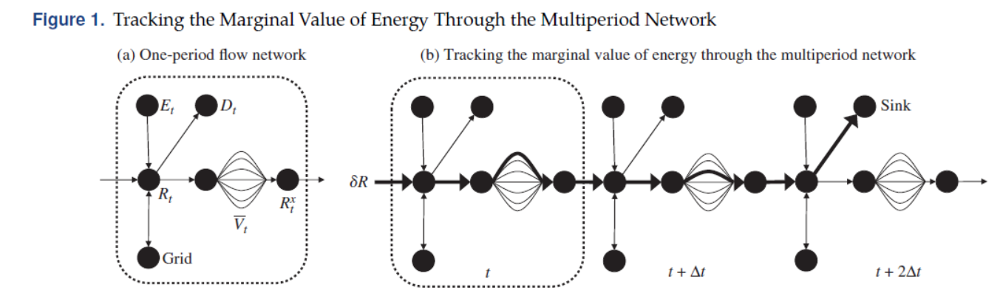 Figure 1. Tracking the Marginal Value of Energy Through the Multiperiod Network
(a) One-period flow network
(b) Tracking the marginal value of energy through the multiperiod network
E_t
D_t
R_t
V̅_t
R_t^x
Grid
δR
Sink
t
t + Δt
t + 2Δt